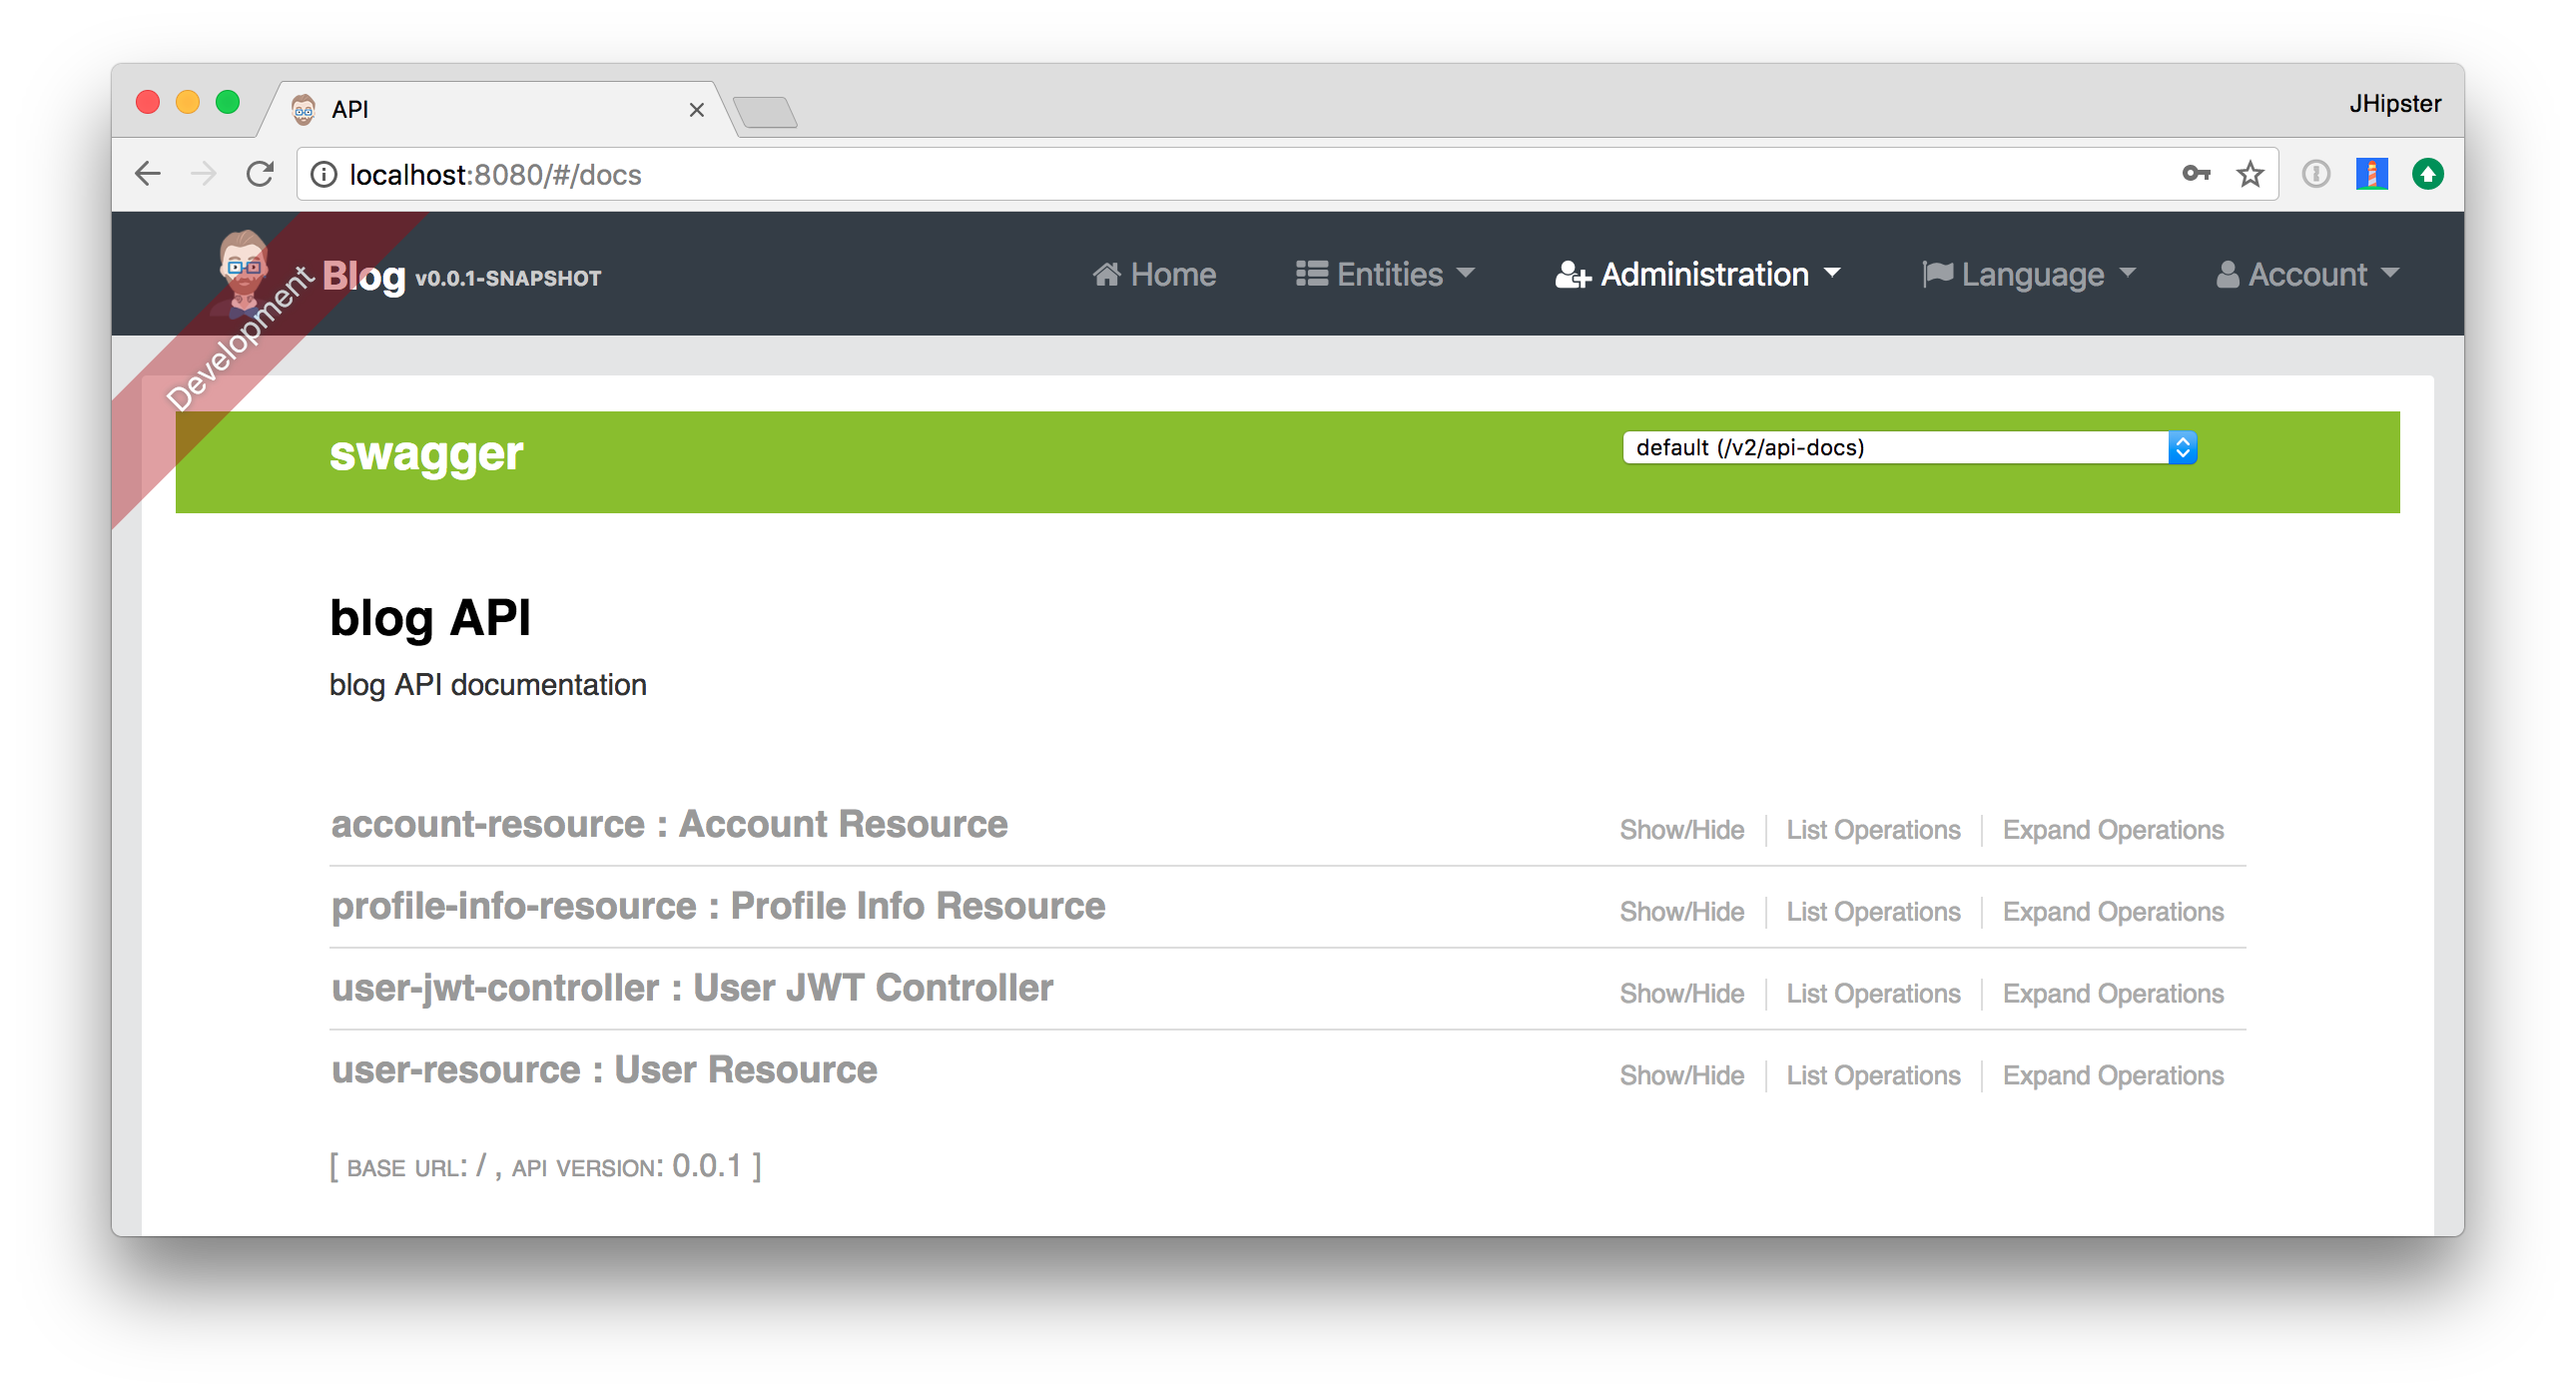 API
JHipster
localhost:8080/#/docs
Development
Blog v0.0.1-SNAPSHOT
Home Entities Administration Language Account
swagger
default (/v2/api-docs)
blog API
blog API documentation
account-resource : Account Resource Show/Hide List Operations Expand Operations
profile-info-resource : Profile Info Resource Show/Hide List Operations Expand Operations
user-jwt-controller : User JWT Controller Show/Hide List Operations Expand Operations
user-resource : User Resource Show/Hide List Operations Expand Operations
[ BASE URL: / , API VERSION: 0.0.1 ]